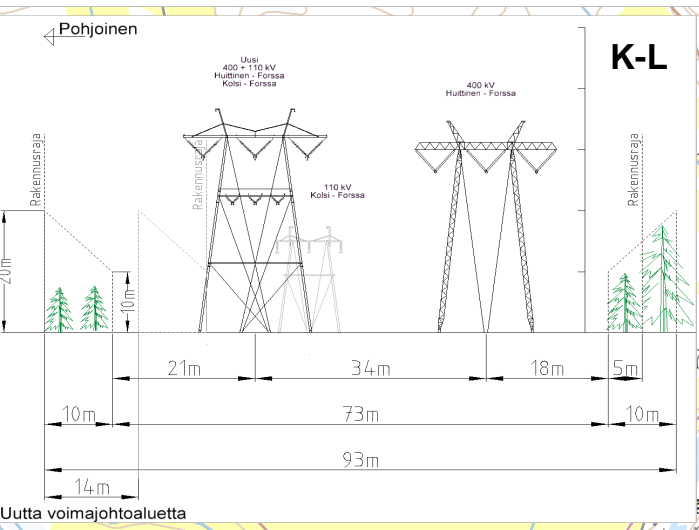 Pohjoinen
K-L
Uusi
400 + 110 kV
Huittinen - Forssa
Kolsi - Forssa
400 kV
Huittinen - Forssa
Rakennusraja
Rakennusraja
Rakennusraja
110 kV
Kolsi - Forssa
20m
10m
21m
34m
18m
5m
10m
73m
10m
93m
14m
Uutta voimajohtoaluetta